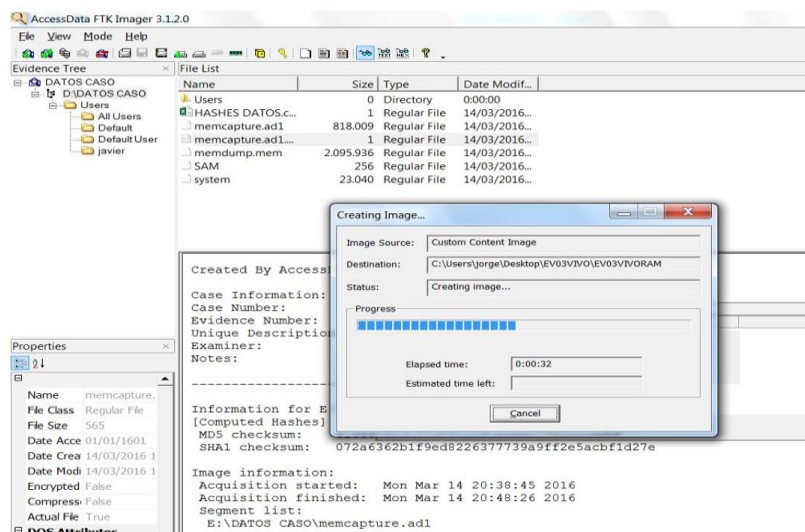 AccessData FTK Imager 3.1.2.0
File View Mode Help
Evidence Tree
DATOS CASO
D:\DATOS CASO
Users
All Users
Default
Default User
javier
File List
Name Size Type Date Modif...
Users 0 Directory 0:00:00
HASHES DATOS.c... 1 Regular File 14/03/2016...
memcapture.ad1 818.009 Regular File 14/03/2016...
memcapture.ad1.... 1 Regular File 14/03/2016...
memdump.mem 2.095.936 Regular File 14/03/2016...
SAM 256 Regular File 14/03/2016...
system 23.040 Regular File 14/03/2016...
Creating Image...
Image Source: Custom Content Image
Destination: C:\Users\jorge\Desktop\EV03VIVO\EV03VIVORAM
Status: Creating image...
Progress
Elapsed time: 0:00:32
Estimated time left:
Cancel
Created By Access
Case Information:
Case Number:
Evidence Number:
Unique Description
Examiner:
Notes:
Information for E
[Computed Hashes]
MD5 checksum:
SHA1 checksum: 072a6362b1f9ed8226377739a9ff2e5acbf1d27e
Image information:
Acquisition started: Mon Mar 14 20:38:45 2016
Acquisition finished: Mon Mar 14 20:48:26 2016
Segment list:
E:\DATOS CASO\memcapture.ad1
Properties
Name memcapture.
File Class Regular File
File Size 565
Date Acce 01/01/1601
Date Crea 14/03/2016 1
Date Modi 14/03/2016 1
Encrypted False
Compress False
Actual File True
DOS Attributes